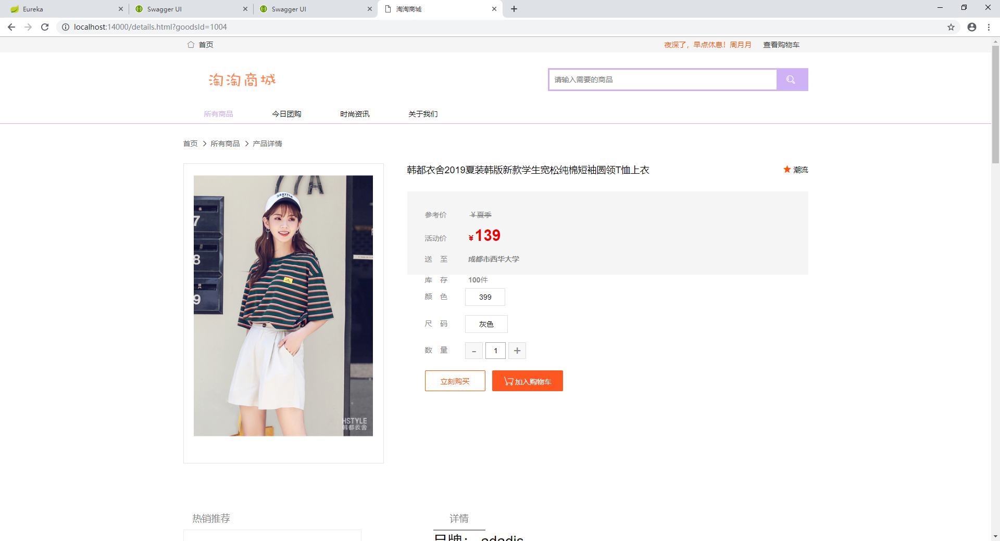 Eureka
Swagger UI
Swagger UI
淘淘商城
localhost:14000/details.html?goodsId=1004
首页
夜深了，早点休息！周月月
查看购物车
淘淘商城
请输入需要的商品
所有商品
今日团购
时尚资讯
关于我们
首页 > 所有商品 > 产品详情
韩都衣舍2019夏装韩版新款学生宽松纯棉短袖圆领T恤上衣
潮流
参考价 ￥夏季
活动价 ¥139
送 至 成都市西华大学
库 存 100件
颜 色 399
尺 码 灰色
数 量 - 1 +
立刻购买
加入购物车
SEATTLE
7
8
9
HSTYLE
韩都衣舍
热销推荐
详情
品牌： adadis